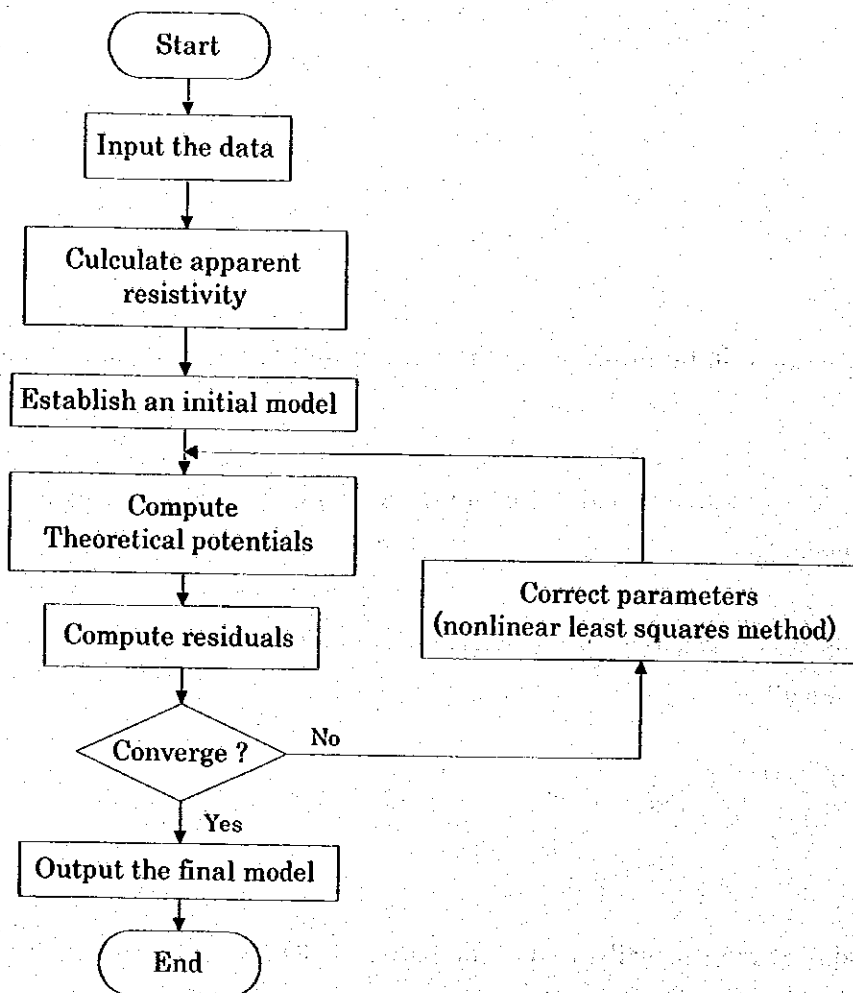 Start
Input the data
Culculate apparent
resistivity
Establish an initial model
Compute
Theoretical potentials
Compute residuals
Correct parameters
(nonlinear least squares method)
Converge ?
No
Yes
Output the final model
End